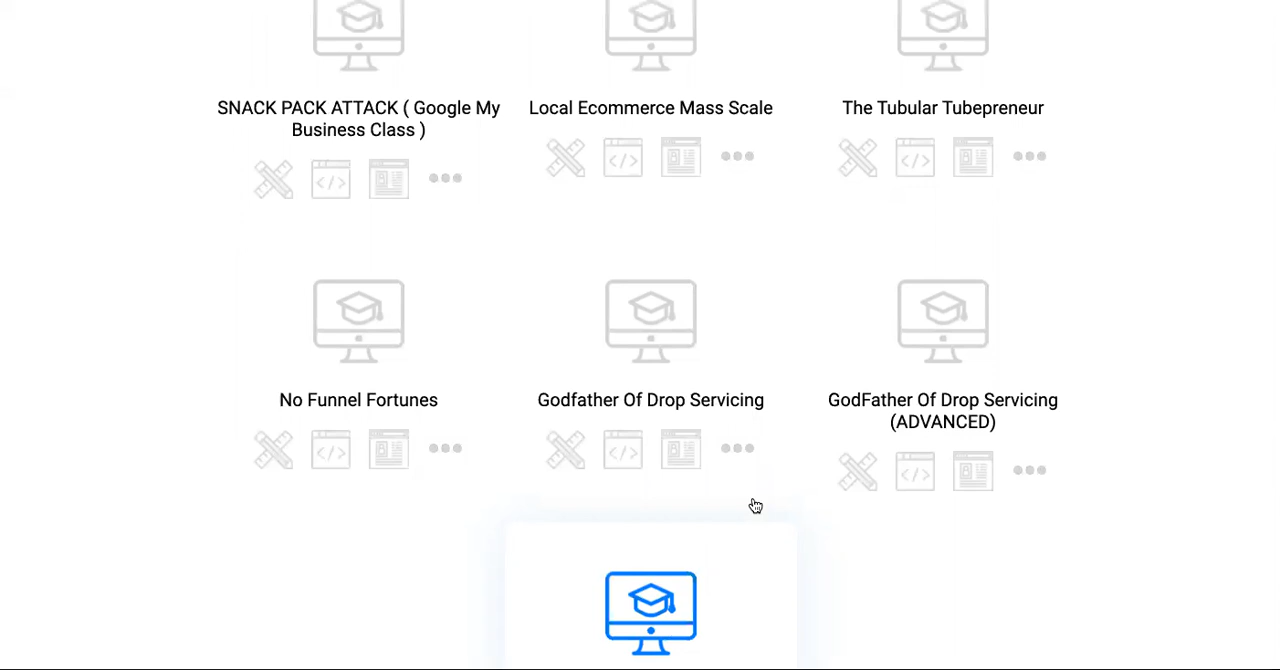 SNACK PACK ATTACK ( Google My
Business Class )
Local Ecommerce Mass Scale
The Tubular Tubepreneur
No Funnel Fortunes
Godfather Of Drop Servicing
GodFather Of Drop Servicing
(ADVANCED)